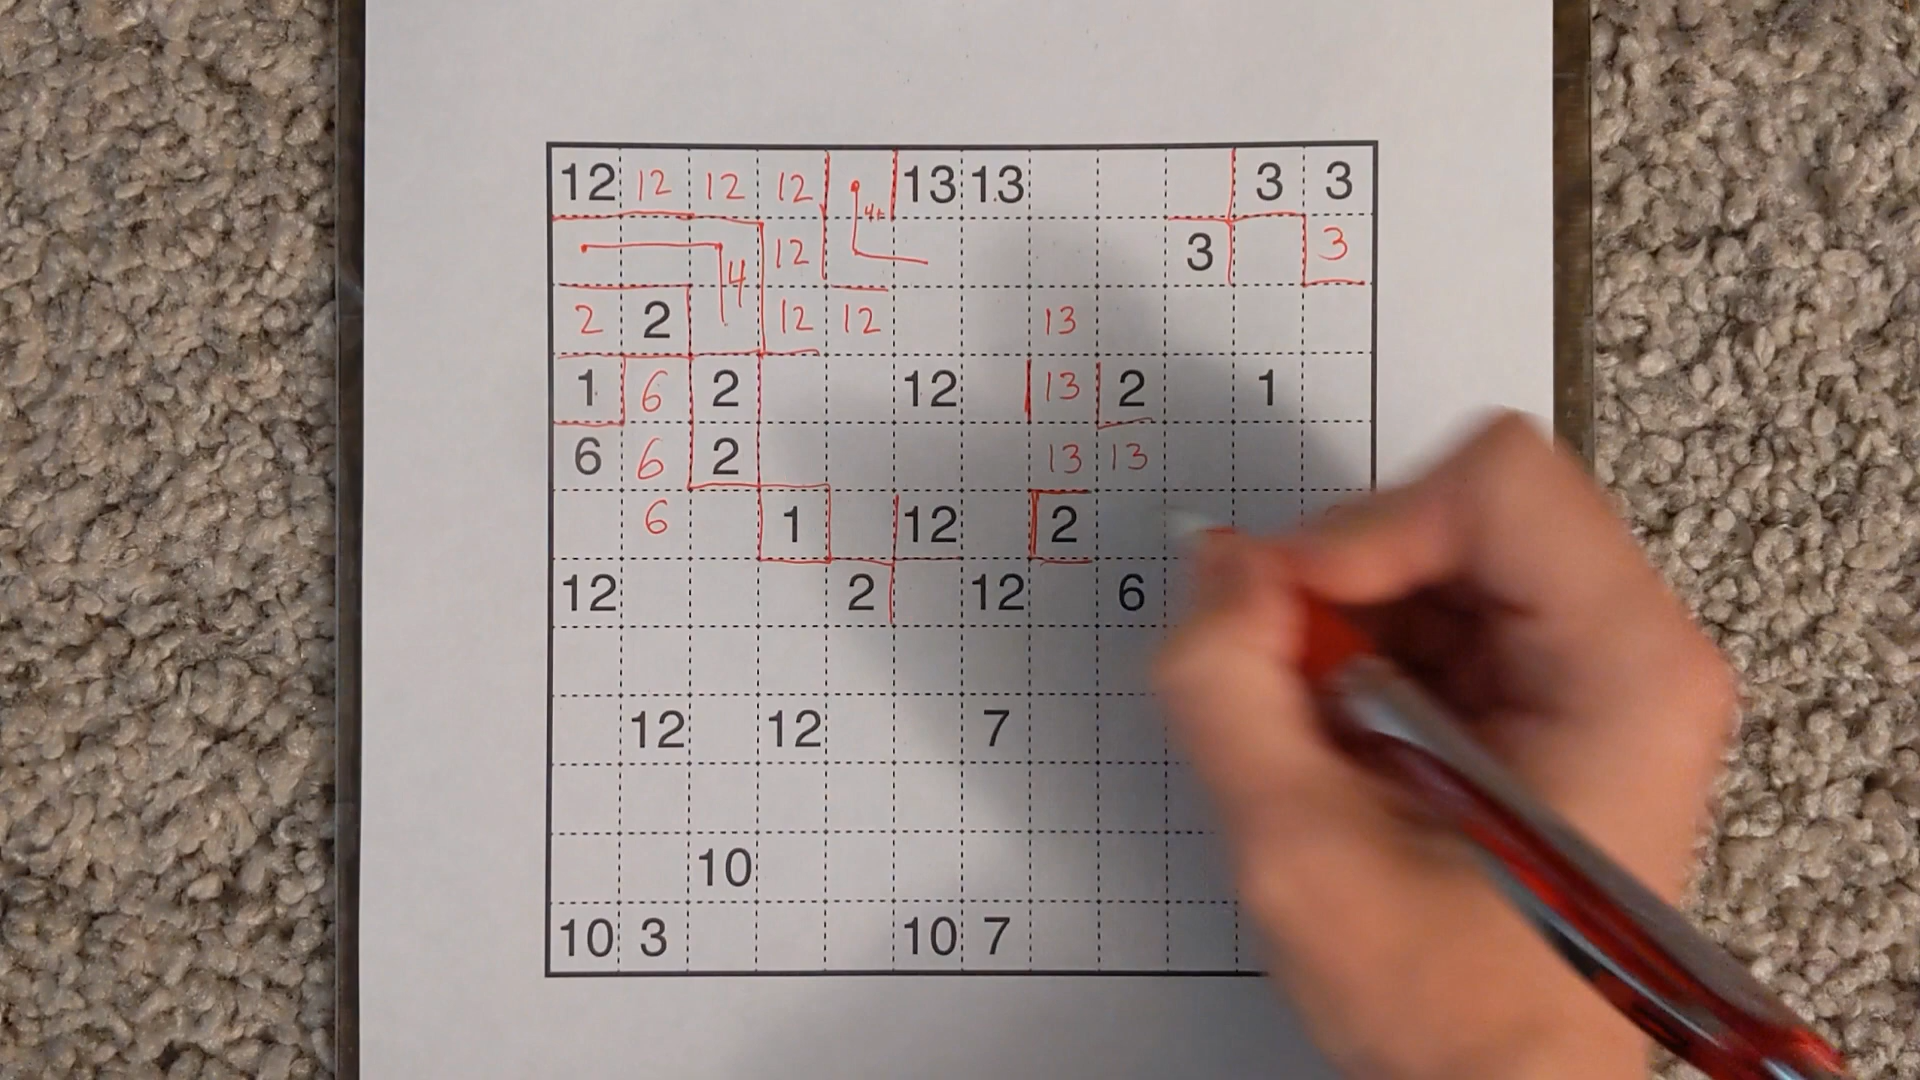 12 12 12 12 13 13 3 3
4+
12 3 3
4
2 2 12 12 13
1 6 2 12 13 2 1
6 6 2 13 13
6 1 12 2
12 2 12 6
12 12 7
10
10 3 10 7